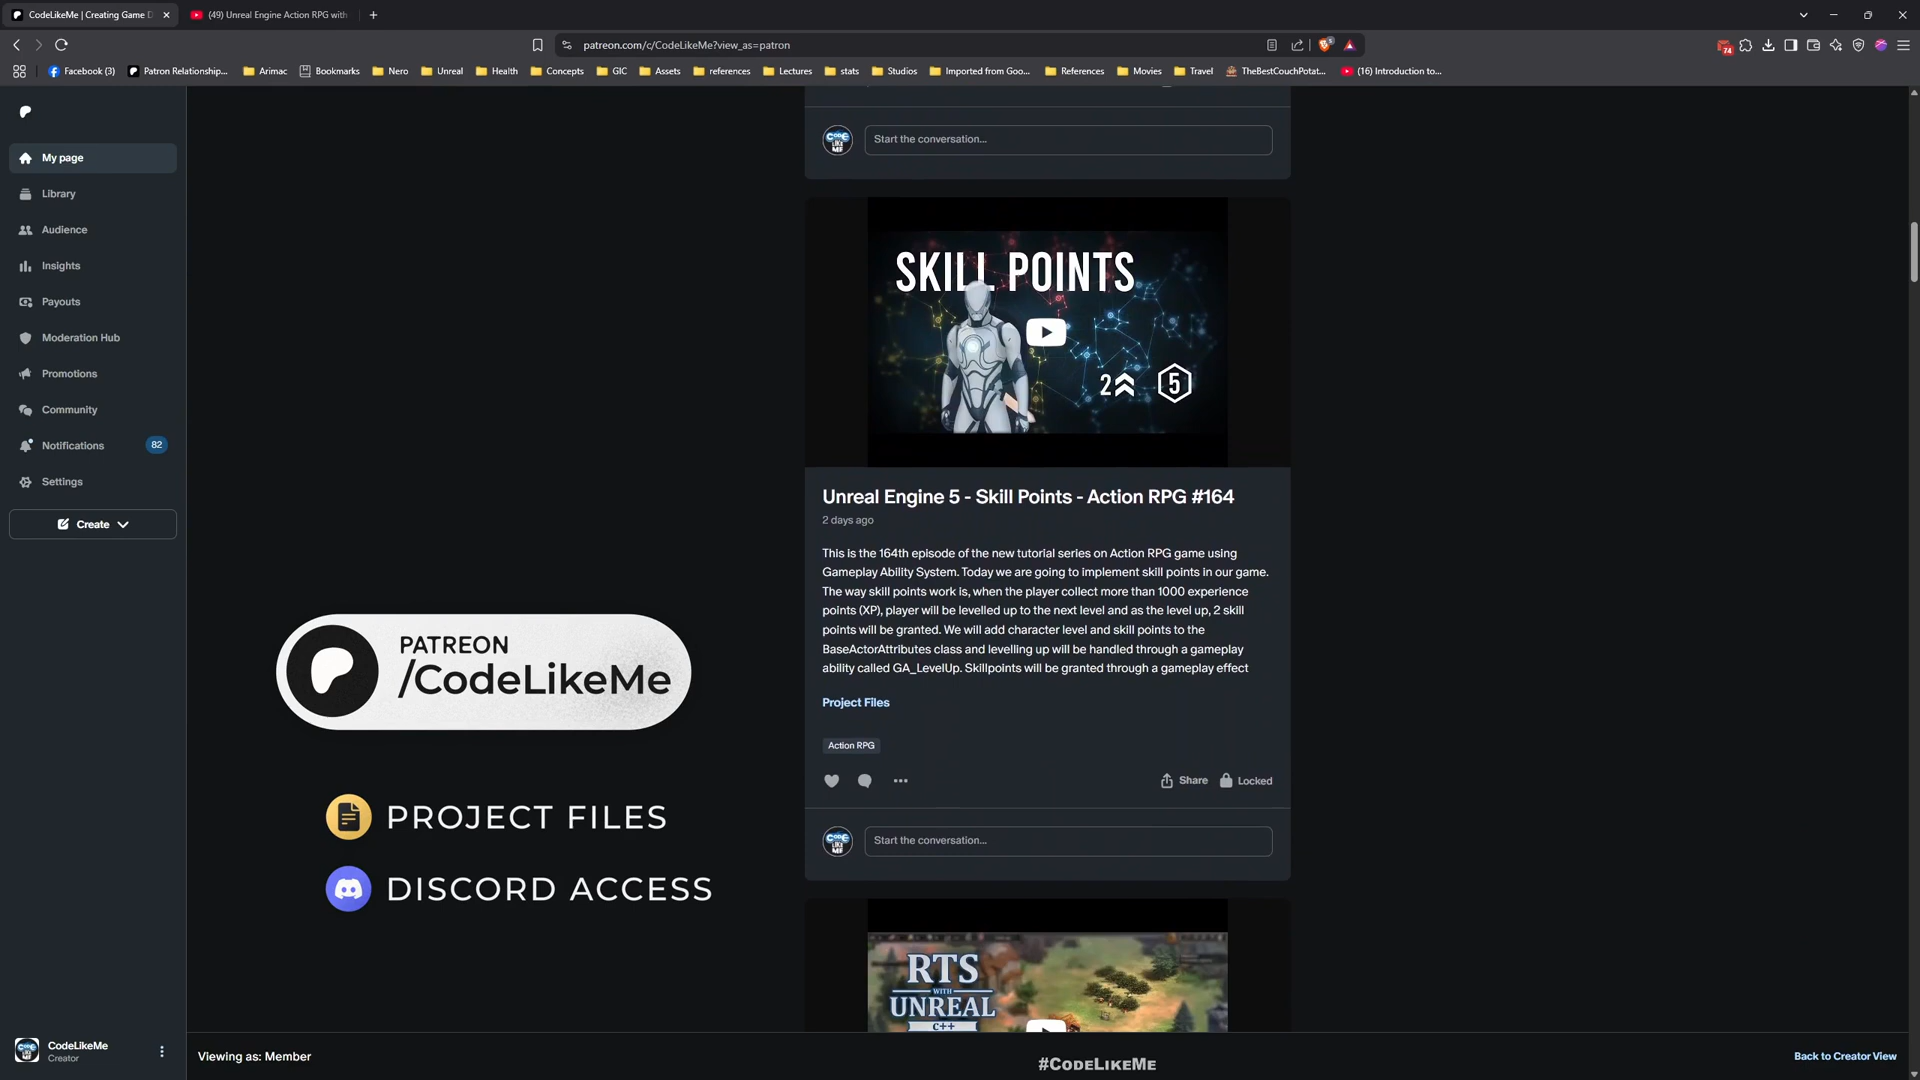 CodeLikeMe | Creating Game D
(49) Unreal Engine Action RPG with
patreon.com/c/CodeLikeMe?view_as=patron
5
74
Facebook (3)
Patron Relationship...
Arimac
Bookmarks
Nero
Unreal
Health
Concepts
GIC
Assets
references
Lectures
stats
Studios
Imported from Goo...
References
Movies
Travel
TheBestCouchPotat...
(16) Introduction to...
My page
Library
Audience
Insights
Payouts
Moderation Hub
Promotions
Community
Notifications
82
Settings
Create
Start the conversation...
SKILL POINTS
2
5
Unreal Engine 5 - Skill Points - Action RPG #164
2 days ago
This is the 164th episode of the new tutorial series on Action RPG game using
Gameplay Ability System. Today we are going to implement skill points in our game.
The way skill points work is, when the player collect more than 1000 experience
points (XP), player will be levelled up to the next level and as the level up, 2 skill
points will be granted. We will add character level and skill points to the
BaseActorAttributes class and levelling up will be handled through a gameplay
ability called GA_LevelUp. Skillpoints will be granted through a gameplay effect
Project Files
Action RPG
Share
Locked
Start the conversation...
PATREON
/CodeLikeMe
PROJECT FILES
DISCORD ACCESS
RTS
WITH
UNREAL
C++
CodeLikeMe
Creator
Viewing as: Member
#CodeLikeMe
Back to Creator View
CODE
LIKE
ME